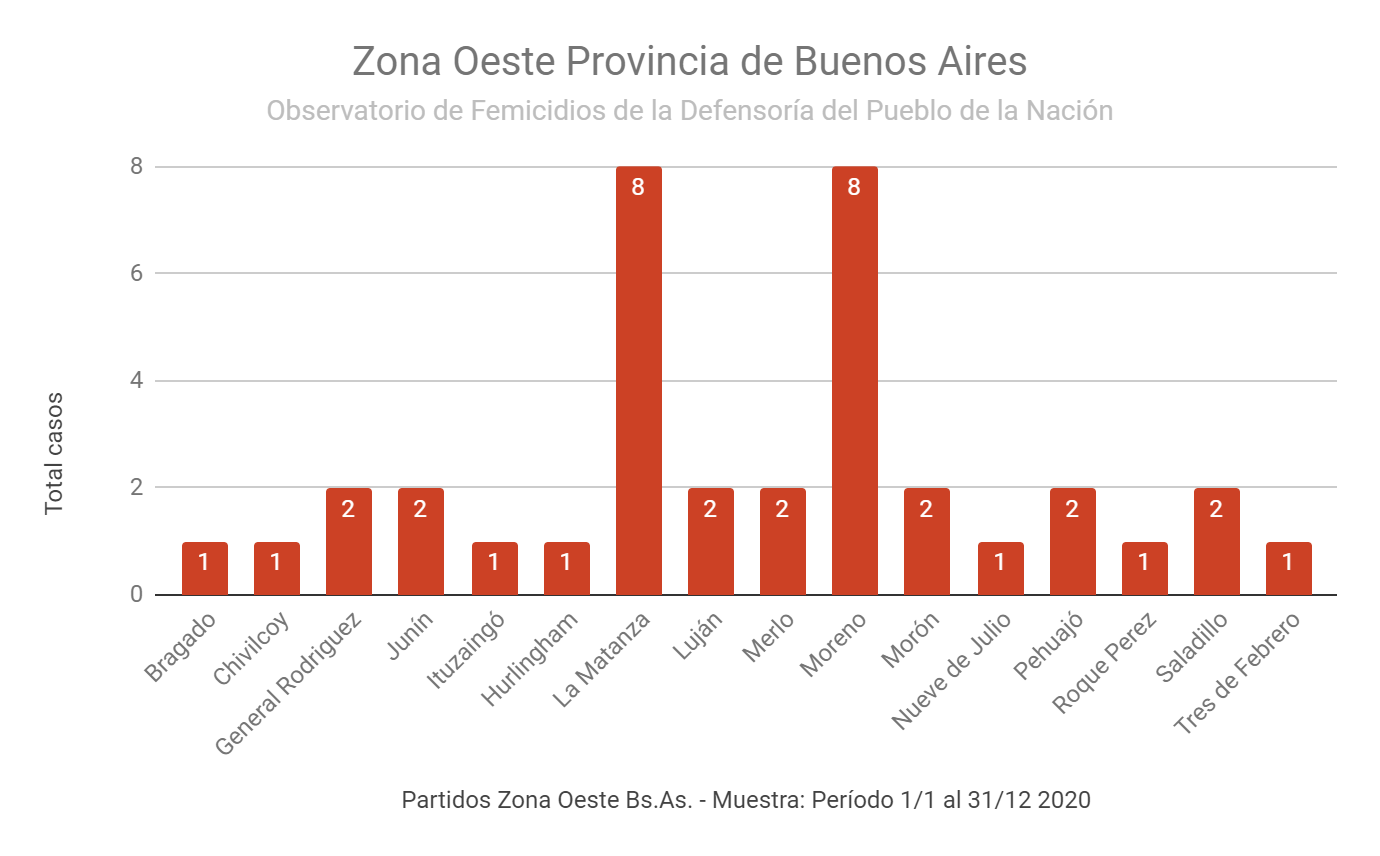 Zona Oeste Provincia de Buenos Aires
Observatorio de Femicidios de la Defensoría del Pueblo de la Nación
Total casos
8
6
4
2
0
1
1
2
2
1
1
8
2
2
8
2
1
2
1
2
1
Bragado
Chivilcoy
General Rodriguez
Junín
Ituzaingó
Hurlingham
La Matanza
Luján
Merlo
Moreno
Morón
Nueve de Julio
Pehuajó
Roque Perez
Saladillo
Tres de Febrero
Partidos Zona Oeste Bs.As. - Muestra: Período 1/1 al 31/12 2020